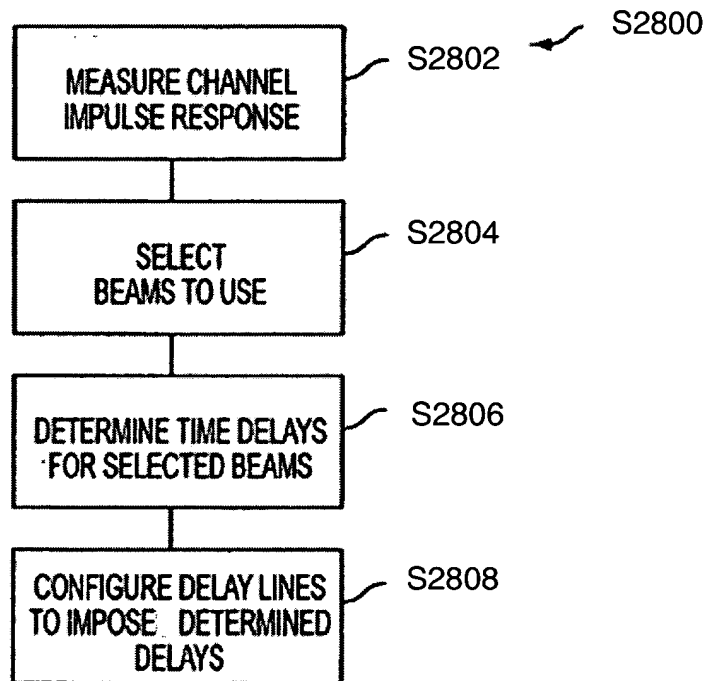 S2800
MEASURE CHANNEL
IMPULSE RESPONSE
S2802
SELECT
BEAMS TO USE
S2804
DETERMINE TIME DELAYS
FOR SELECTED BEAMS
S2806
CONFIGURE DELAY LINES
TO IMPOSE DETERMINED
DELAYS
S2808